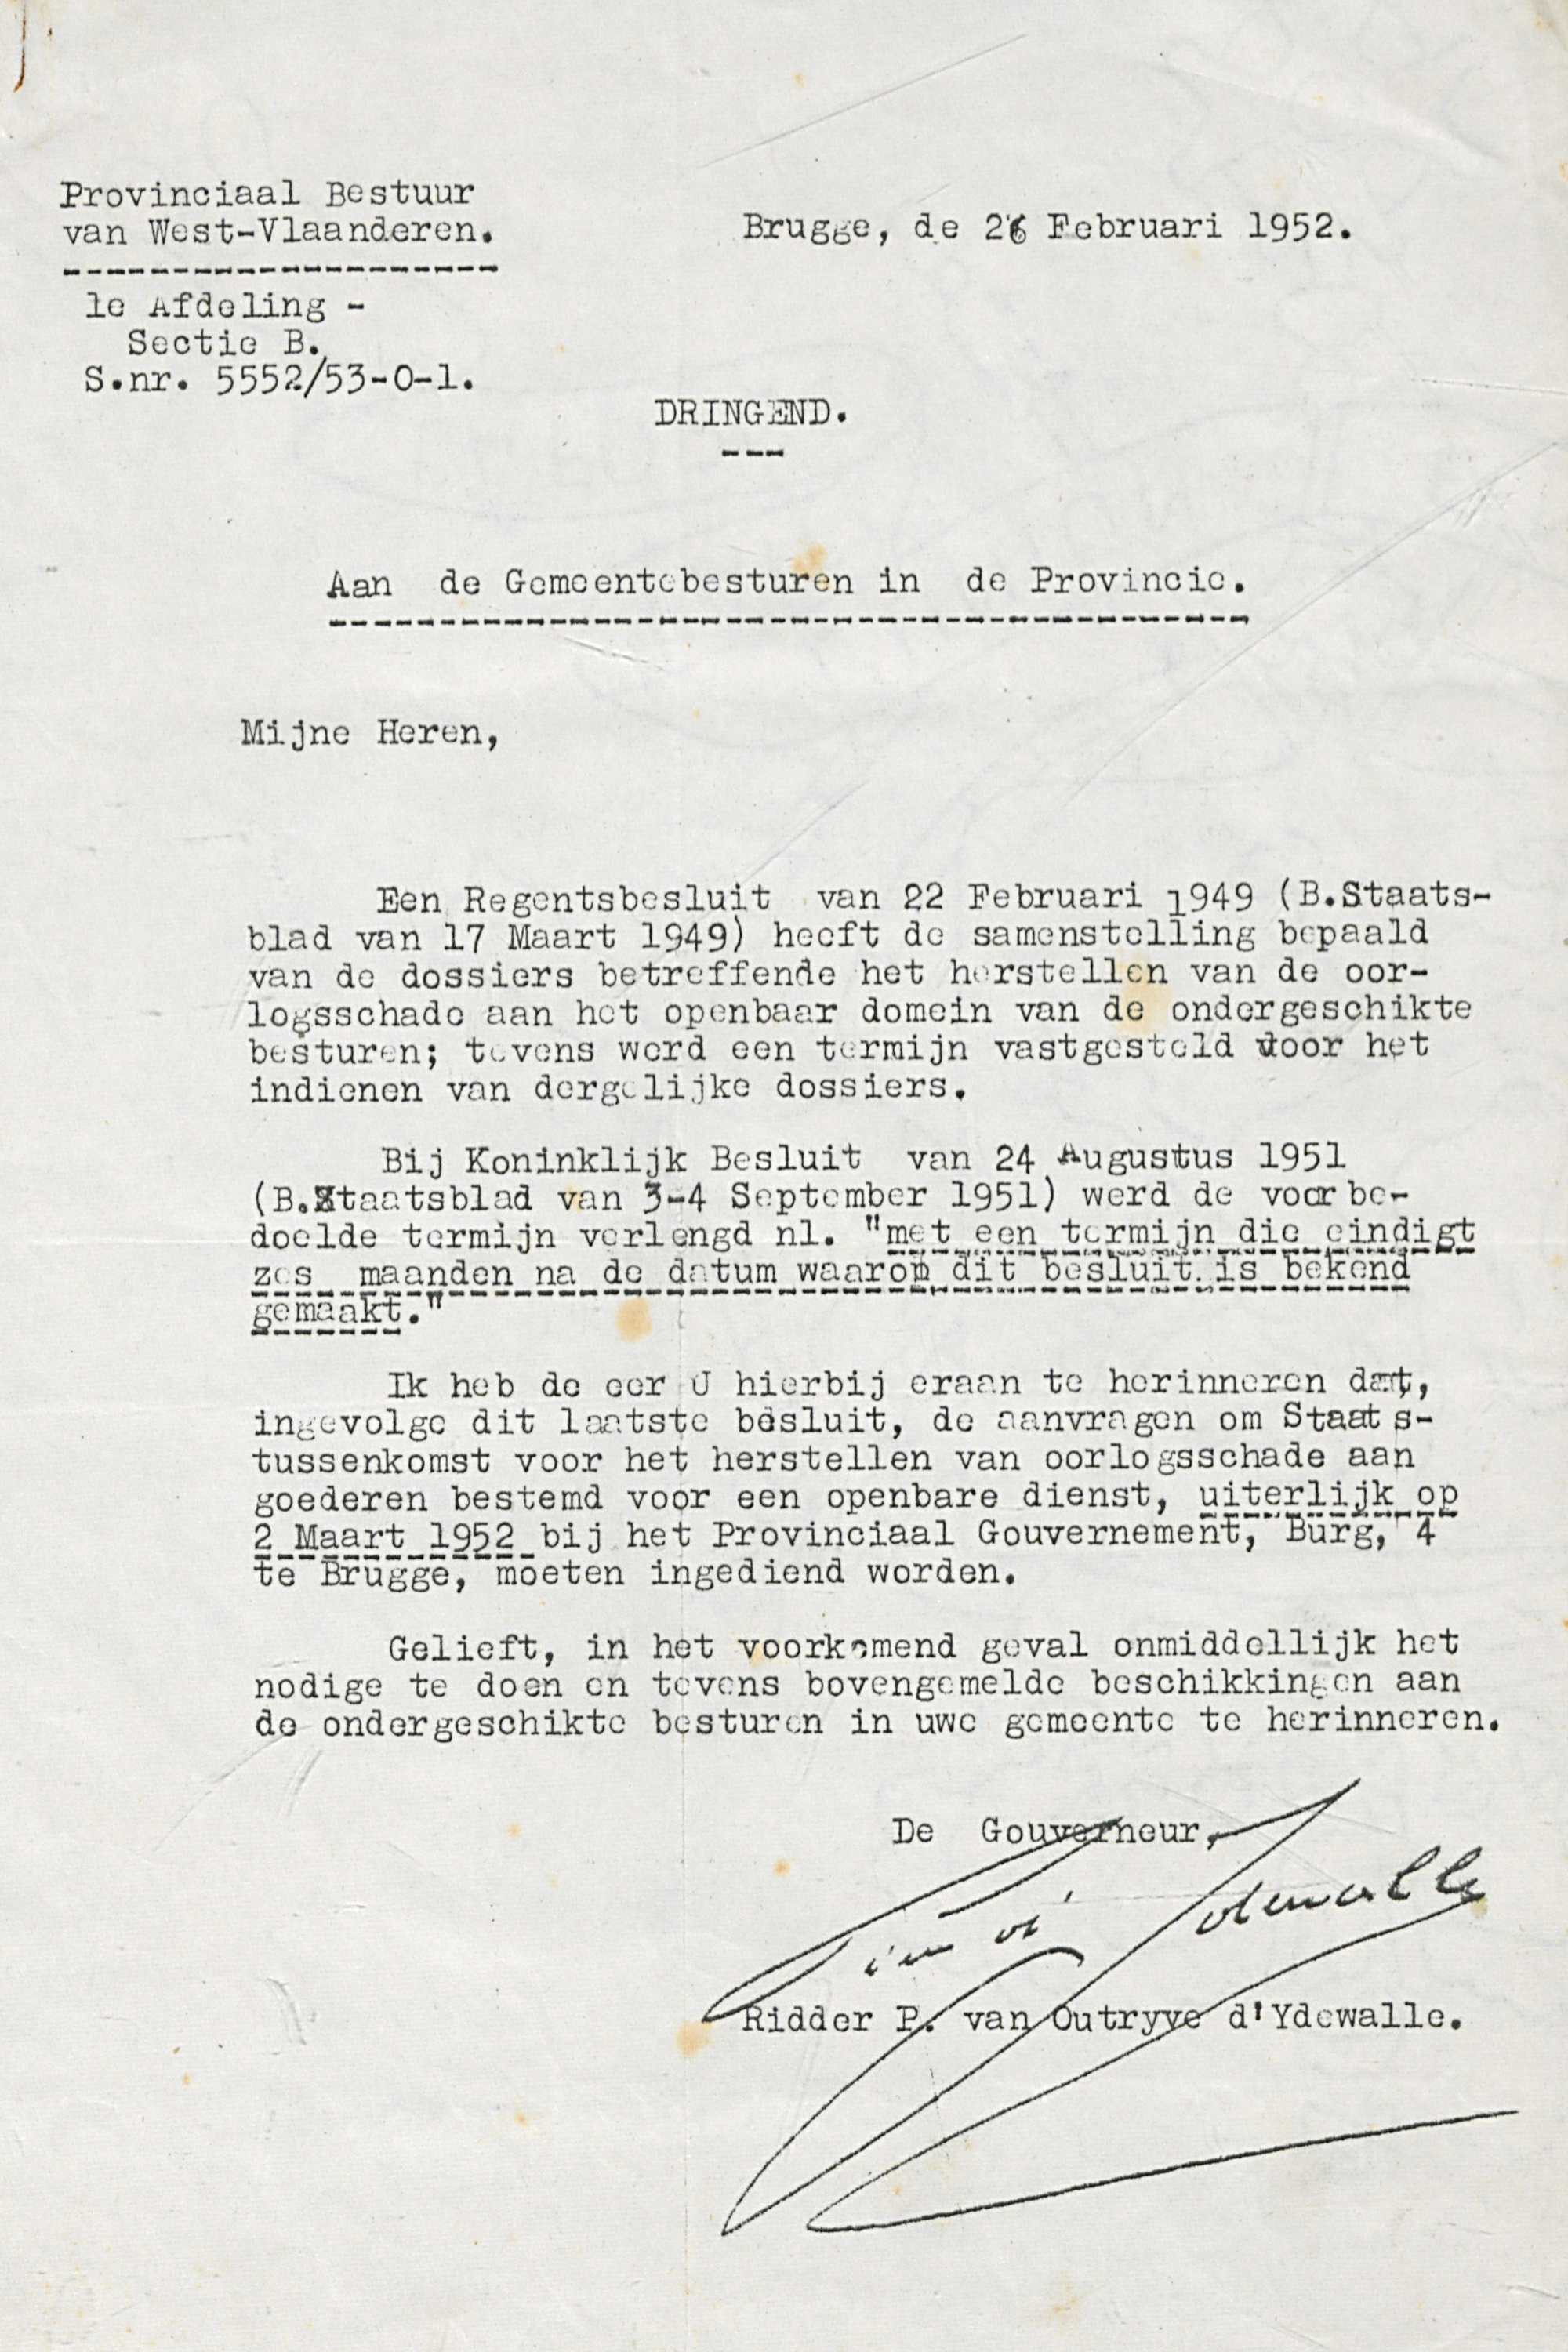 Provinciaal Bestuur
van West-Vlaanderen.
Brugge, de 26 Februari 1952.
1e Afdeling -
Sectie B.
S.nr. 5552/53-0-1.
DRINGEND.
Aan de Gemeentebesturen in de Provincie.
Mijne Heren,
Een Regentsbesluit van 22 Februari 1949 (B.Staats-
blad van 17 Maart 1949) heeft de samenstelling bepaald
van de dossiers betreffende het herstellen van de oor-
logsschade aan het openbaar domein van de ondergeschikte
besturen; tevens werd een termijn vastgesteld voor het
indienen van dergelijke dossiers.
Bij Koninklijk Besluit van 24 Augustus 1951
(B.Staatsblad van 3-4 September 1951) werd de voorbe-
doelde termijn verlengd nl. "met een termijn die eindigt
zes maanden na de datum waarop dit besluit is bekend
gemaakt."
Ik heb de eer U hierbij eraan te herinneren dat,
ingevolge dit laatste besluit, de aanvragen om Staats-
tussenkomst voor het herstellen van oorlogsschade aan
goederen bestemd voor een openbare dienst, uiterlijk op
2 Maart 1952 bij het Provinciaal Gouvernement, Burg, 4
te Brugge, moeten ingediend worden.
Gelieft, in het voorkomend geval onmiddellijk het
nodige te doen en tevens bovengemelde beschikkingen aan
de ondergeschikte besturen in uwe gemeente te herinneren.
De Gouverneur,
Ridder P. van Outryve d'Ydewalle.